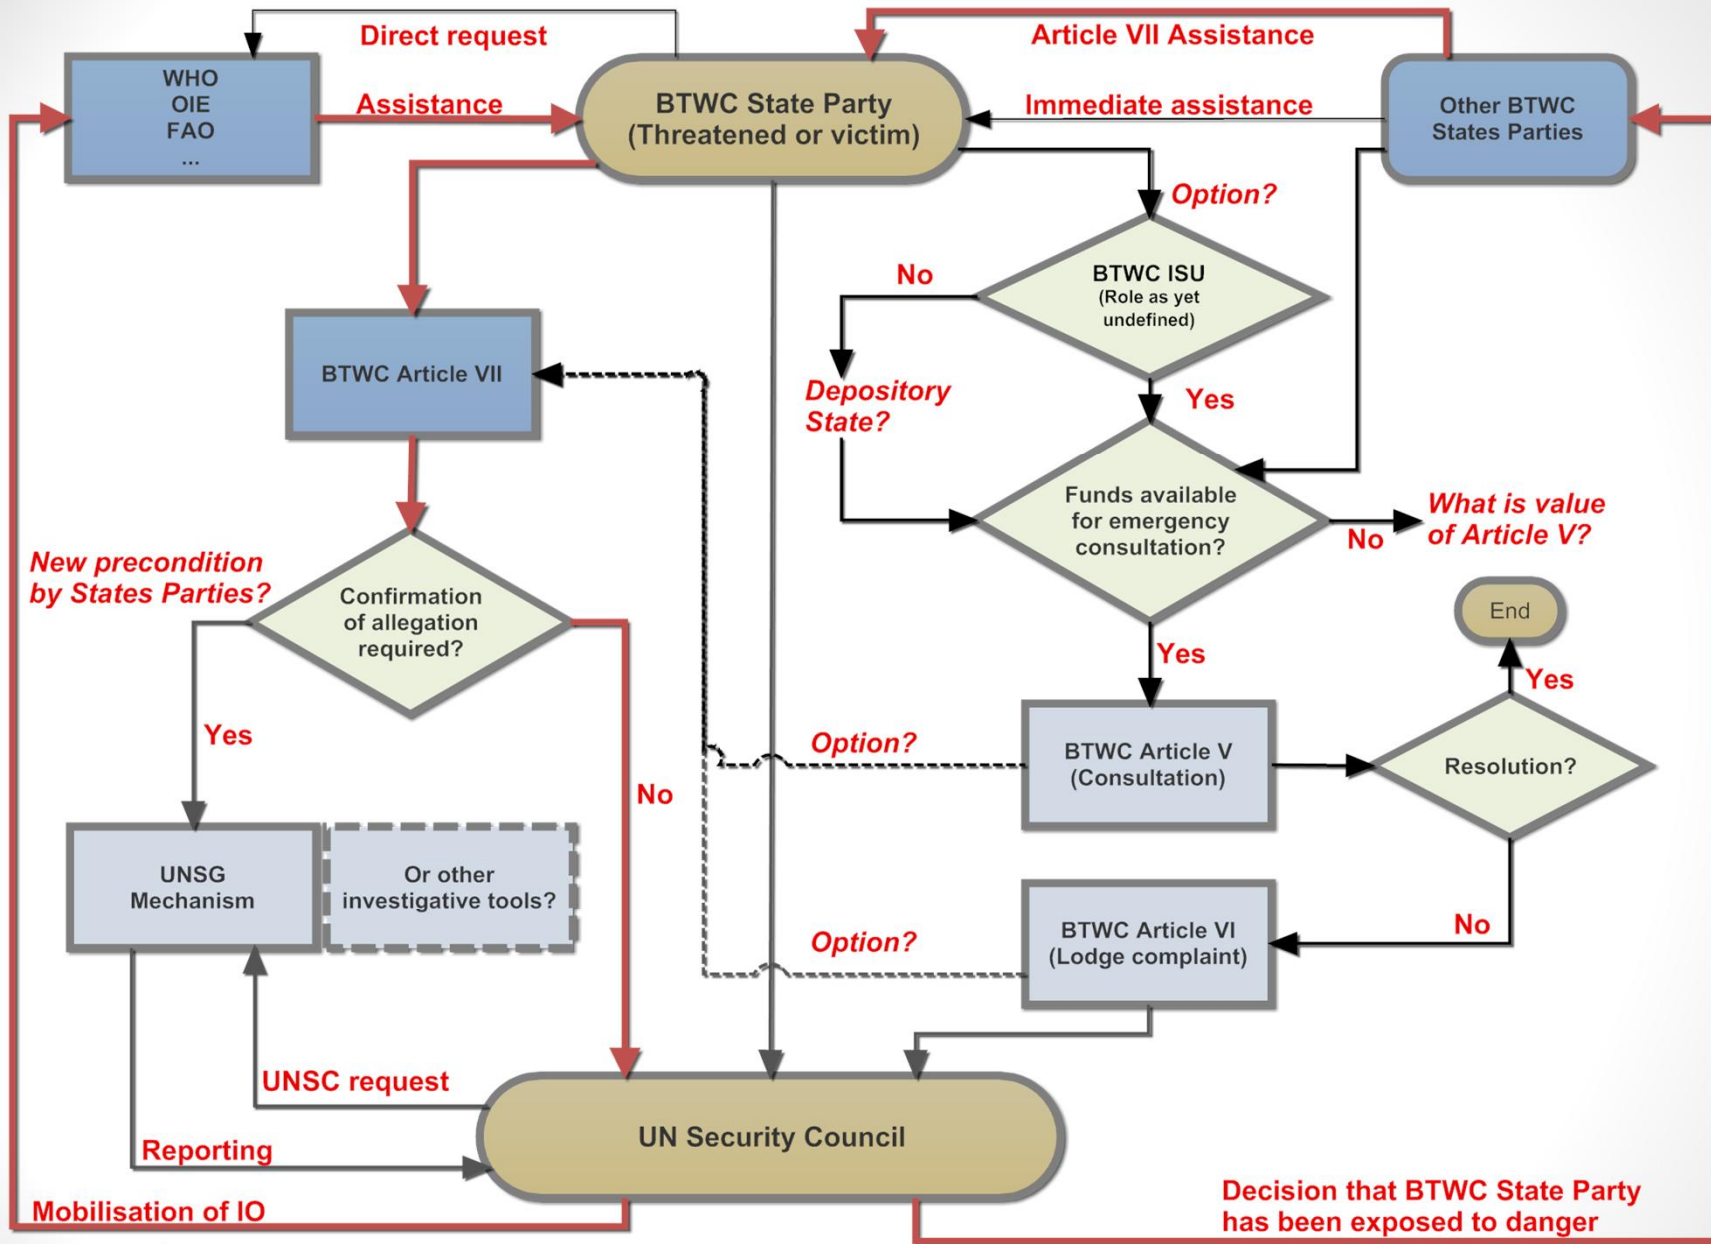 Direct request
Article VII Assistance
WHO
OIE
FAO
...
Assistance
BTWC State Party
(Threatened or victim)
Immediate assistance
Other BTWC
States Parties
Option?
No
BTWC ISU
(Role as yet
undefined)
BTWC Article VII
Depository
State?
Yes
Funds available
for emergency
consultation?
No
What is value
of Article V?
New precondition
by States Parties?
Confirmation
of allegation
required?
End
Yes
Yes
Yes
No
Option?
BTWC Article V
(Consultation)
Resolution?
UNSG
Mechanism
Or other
investigative tools?
Option?
BTWC Article VI
(Lodge complaint)
No
UNSC request
UN Security Council
Reporting
Mobilisation of IO
Decision that BTWC State Party
has been exposed to danger